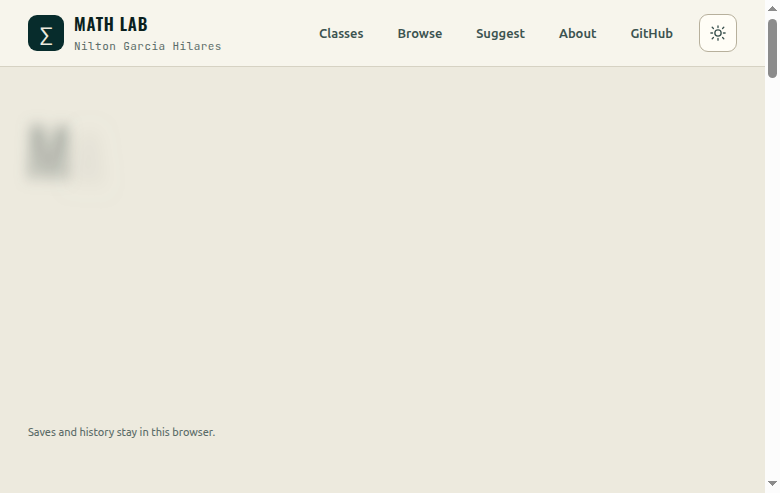 ∑
MATH LAB
Nilton Garcia Hilares
Classes
Browse
Suggest
About
GitHub
Saves and history stay in this browser.